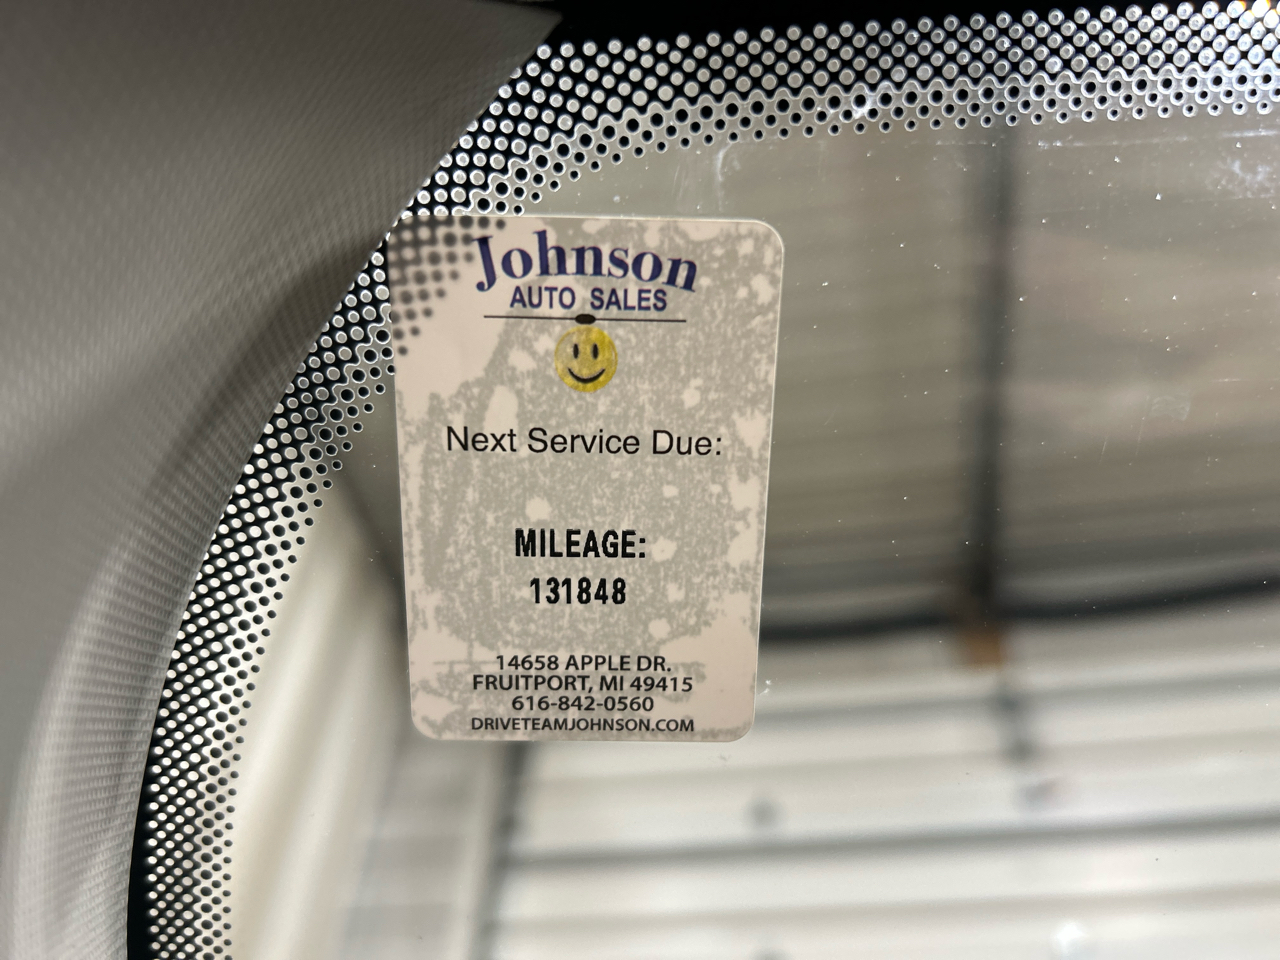 Johnson
AUTO SALES
Next Service Due:
MILEAGE:
131848
14658 APPLE DR.
FRUITPORT, MI 49415
616-842-0560
DRIVETEAMJOHNSON.COM